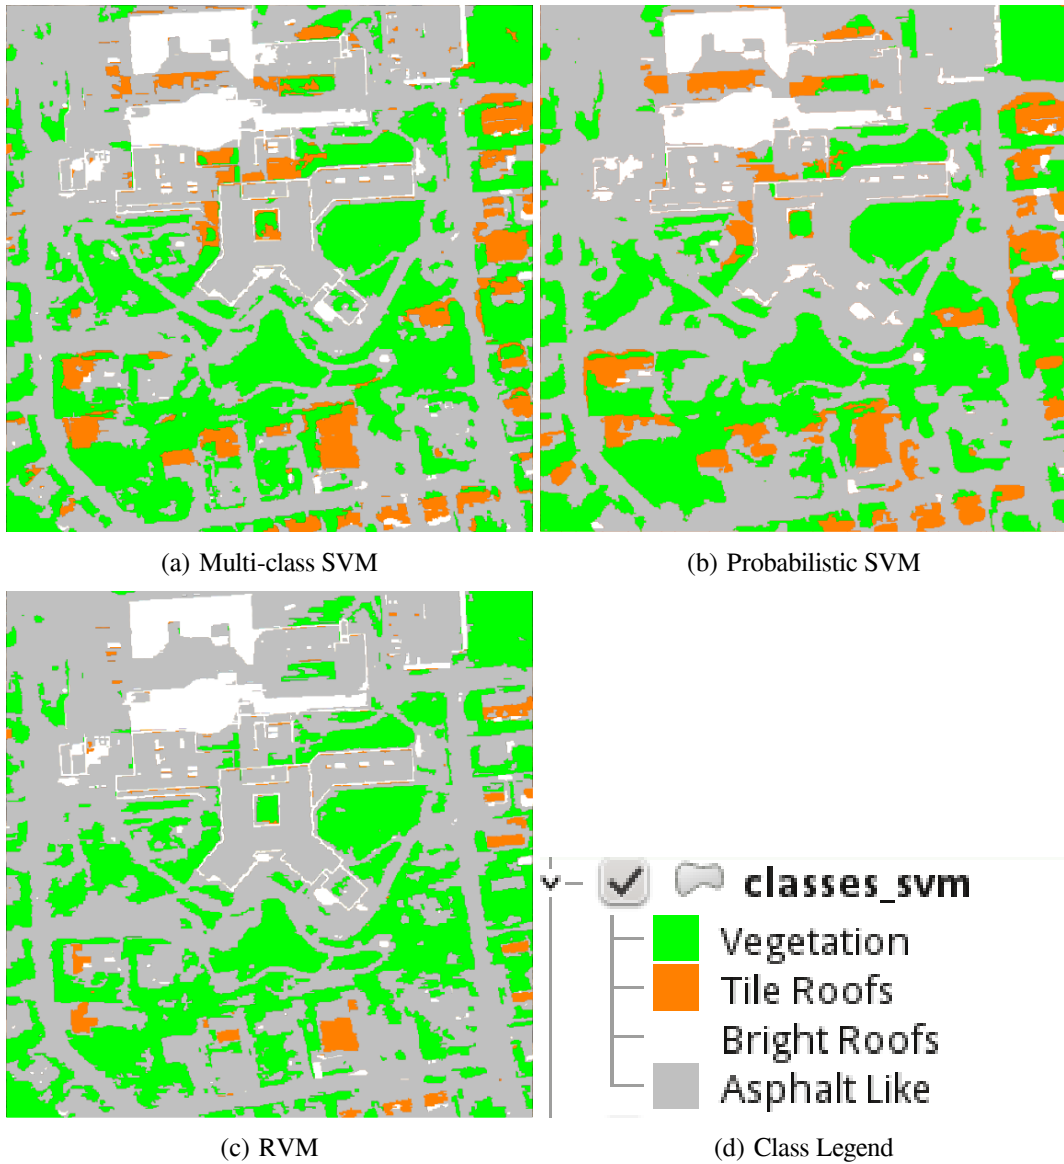 (a) Multi-class SVM
(b) Probabilistic SVM
classes_svm
Vegetation
Tile Roofs
Bright Roofs
Asphalt Like
(c) RVM
(d) Class Legend